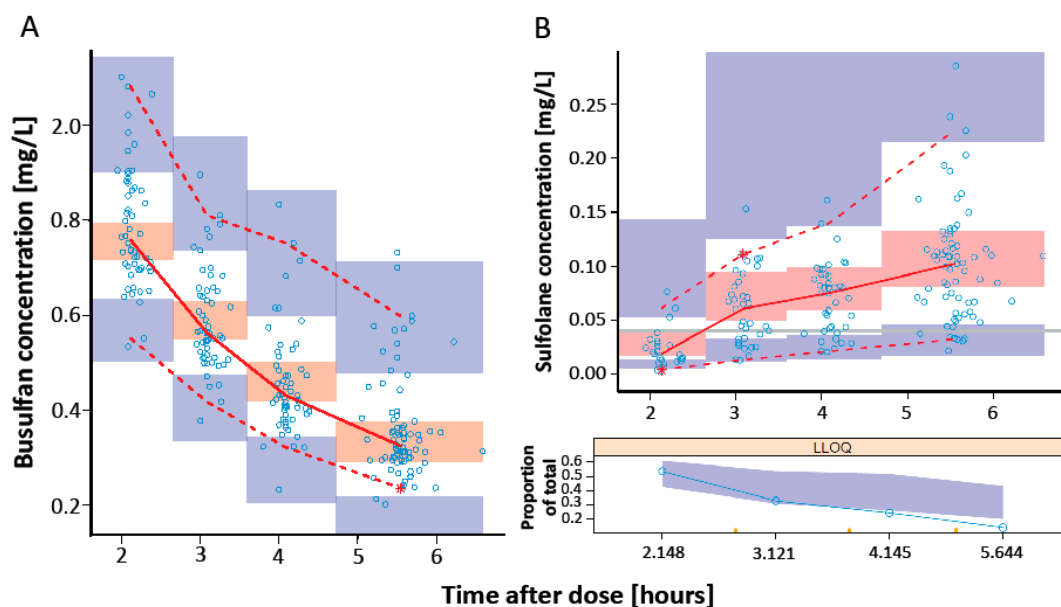 A
B
Busulfan concentration [mg/L]
2.0
0.8
0.6
0.4
0.2
2 3 4 5 6
Sulfolane concentration [mg/L]
0.25
0.20
0.15
0.10
0.05
0.00
2 3 4 5 6
LLOQ
Proportion
of total
0.6
0.5
0.3
0.2
2.148 3.121 4.145 5.644
Time after dose [hours]